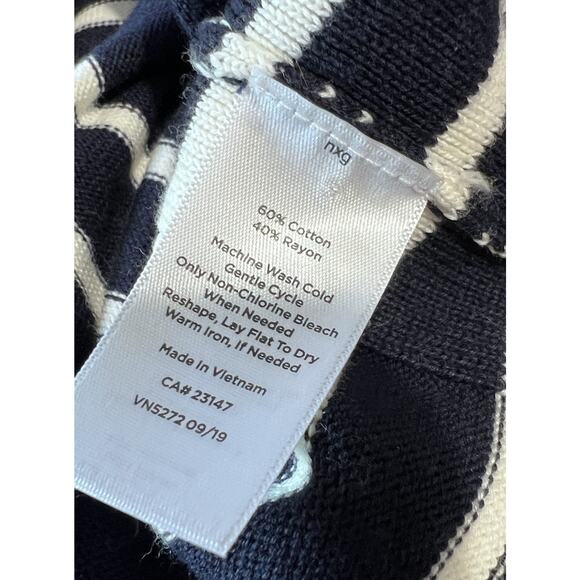 nxg
60% Cotton
40% Rayon
Machine Wash Cold
Gentle Cycle
Only Non-Chlorine Bleach
When Needed
Reshape, Lay Flat To Dry
Warm Iron, If Needed
Made in Vietnam
CA# 23147
VN5272 09/19